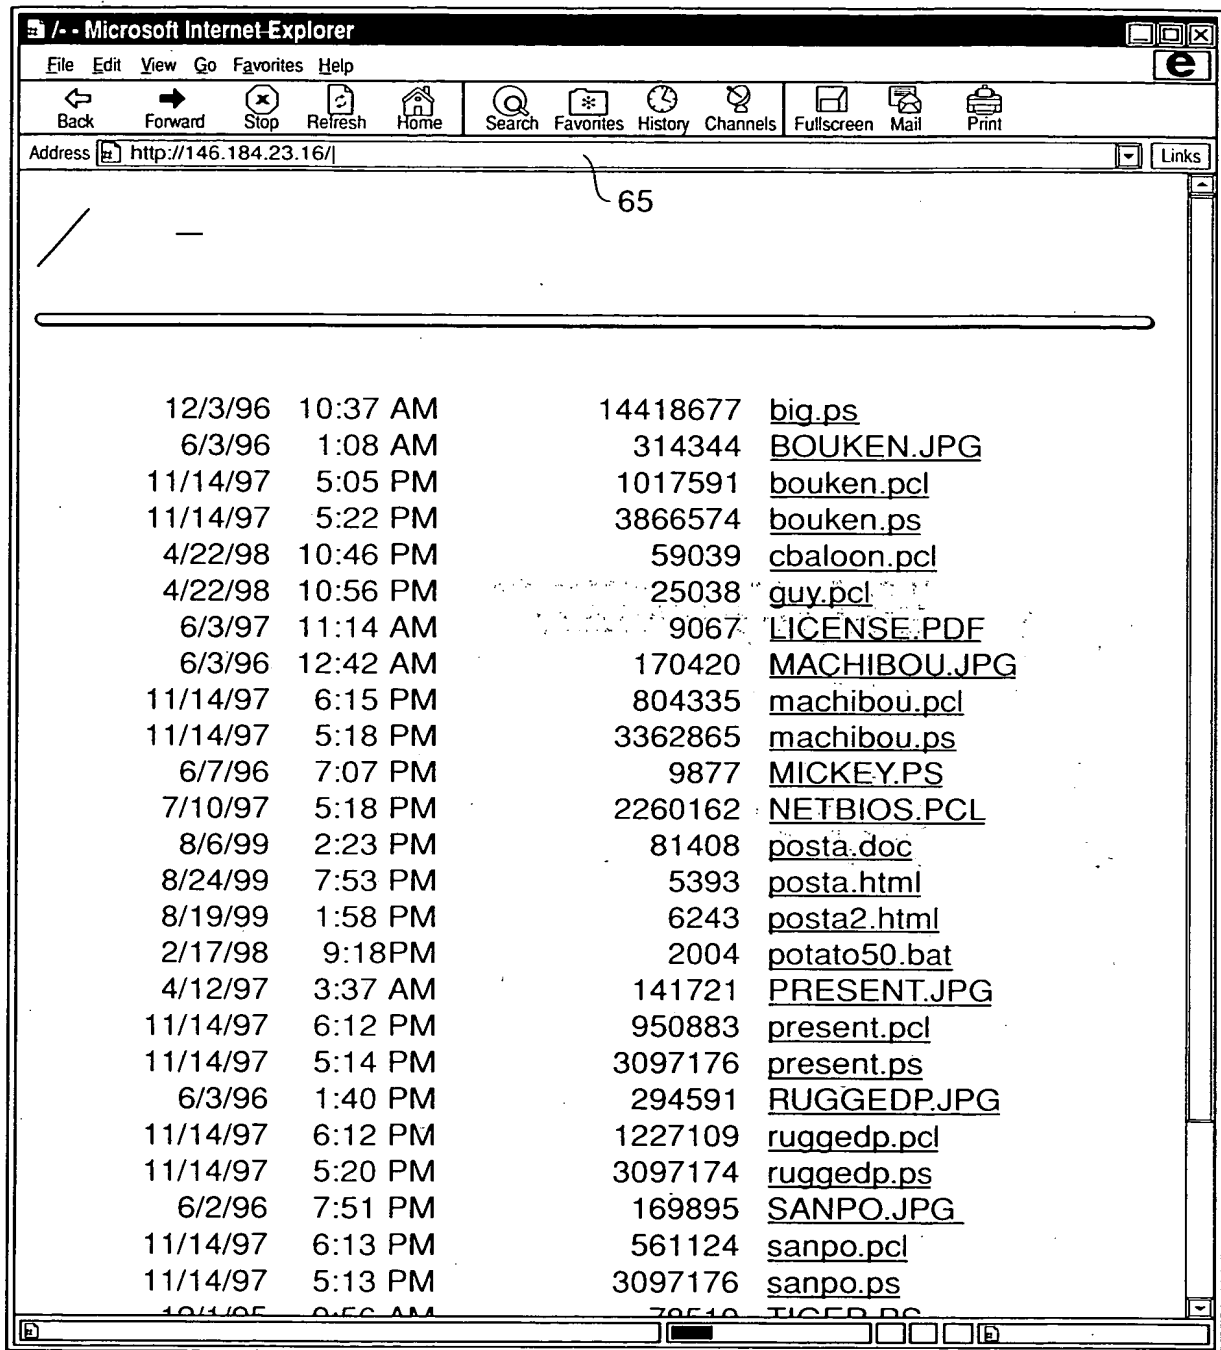 /- - Microsoft Internet Explorer
File Edit View Go Favorites Help
Back Forward Stop Refresh Home Search Favorites History Channels Fullscreen Mail Print
Address http://146.184.23.16/ Links
65
/ –
12/3/96 10:37 AM 14418677 big.ps
6/3/96 1:08 AM 314344 BOUKEN.JPG
11/14/97 5:05 PM 1017591 bouken.pcl
11/14/97 5:22 PM 3866574 bouken.ps
4/22/98 10:46 PM 59039 cbaloon.pcl
4/22/98 10:56 PM 25038 guy.pcl
6/3/97 11:14 AM 9067 LICENSE.PDF
6/3/96 12:42 AM 170420 MACHIBOU.JPG
11/14/97 6:15 PM 804335 machibou.pcl
11/14/97 5:18 PM 3362865 machibou.ps
6/7/96 7:07 PM 9877 MICKEY.PS
7/10/97 5:18 PM 2260162 NETBIOS.PCL
8/6/99 2:23 PM 81408 posta.doc
8/24/99 7:53 PM 5393 posta.html
8/19/99 1:58 PM 6243 posta2.html
2/17/98 9:18PM 2004 potato50.bat
4/12/97 3:37 AM 141721 PRESENT.JPG
11/14/97 6:12 PM 950883 present.pcl
11/14/97 5:14 PM 3097176 present.ps
6/3/96 1:40 PM 294591 RUGGEDP.JPG
11/14/97 6:12 PM 1227109 ruggedp.pcl
11/14/97 5:20 PM 3097174 ruggedp.ps
6/2/96 7:51 PM 169895 SANPO.JPG
11/14/97 6:13 PM 561124 sanpo.pcl
11/14/97 5:13 PM 3097176 sanpo.ps
AM